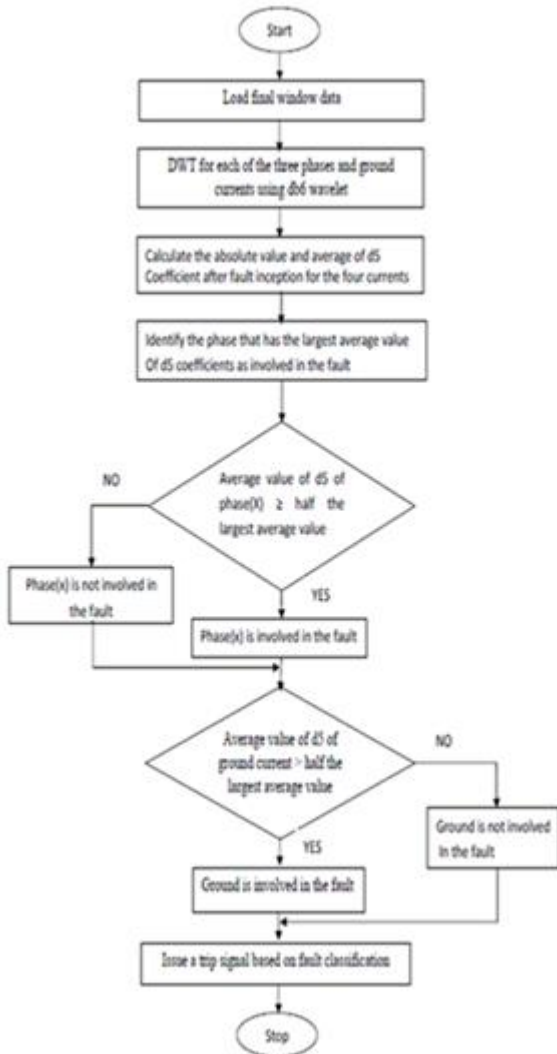 Start
Load final window data
DWT for each of the three phases and ground
currents using db6 wavelet
Calculate the absolute value and average of d5
Coefficient after fault inception for the four currents
Identify the phase that has the largest average value
Of d5 coefficients as involved in the fault
Average value of d5 of
phase(X) ≥ half the
largest average value
NO
YES
Phase(x) is not involved in
the fault
Phase(x) is involved in the fault
Average value of d5 of
ground current > half the
largest average value
NO
YES
Ground is not involved
In the fault
Ground is involved in the fault
Issue a trip signal based on fault classification
Stop